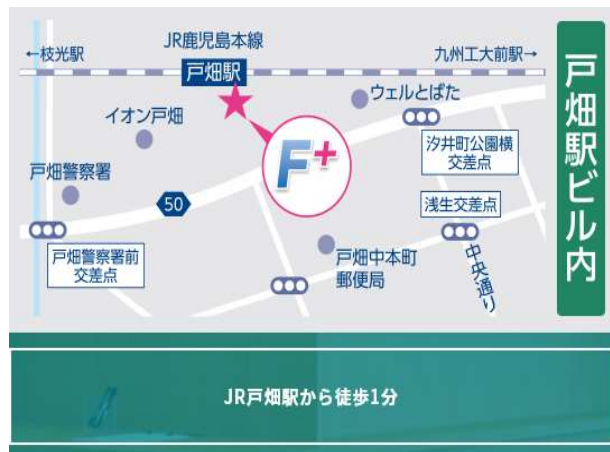 JR鹿児島本線
←枝光駅
九州工大前駅→
戸畑駅
イオン戸畑
ウェルとばた
汐井町公園横
交差点
戸畑警察署
F+
50
浅生交差点
戸畑警察署前
交差点
戸畑中本町
郵便局
中央通り
戸畑駅ビル内
JR戸畑駅から徒歩1分